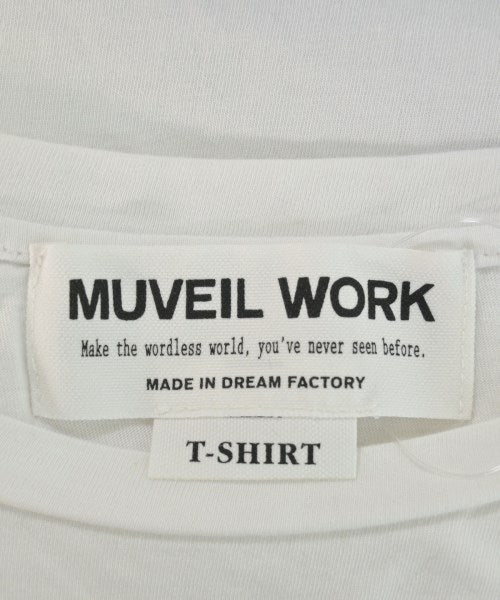 MUVEIL WORK
Make the wordless world, you've never seen before.
MADE IN DREAM FACTORY
T-SHIRT